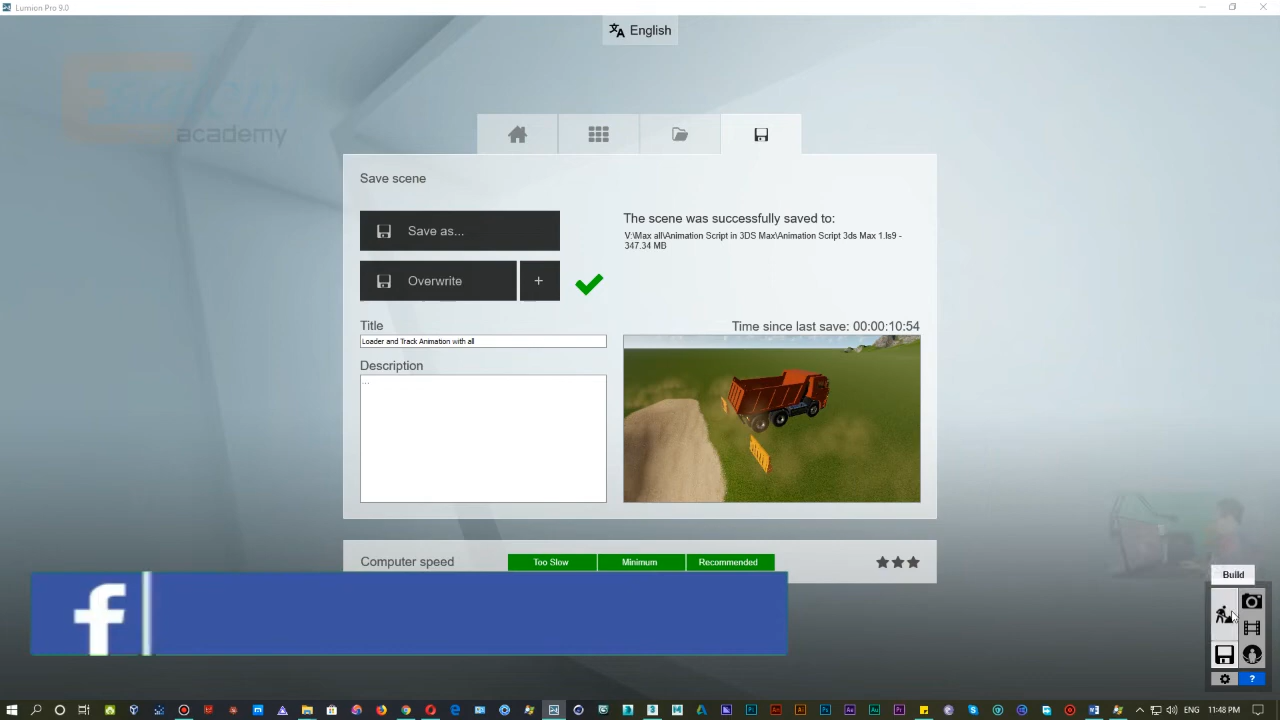 Lumion Pro 9.0
English
academy
Save scene
Save as...
The scene was successfully saved to:
V:\Max all\Animation Script in 3DS Max\Animation Script 3ds Max 1.ls9 -
347.34 MB
Overwrite
+
Title
Time since last save: 00:00:10:54
Loader and Track Animation with all
Description
...
Computer speed
Too Slow
Minimum
Recommended
Build
?
f
ENG
11:48 PM